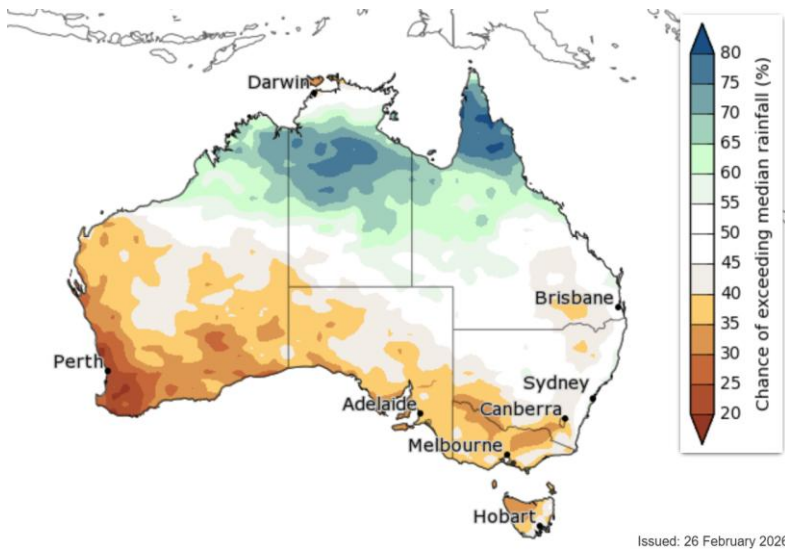 Darwin
Brisbane
Perth
Sydney
Adelaide
Canberra
Melbourne
Hobart
80
75
70
65
60
55
50
45
40
35
30
25
20
Chance of exceeding median rainfall (%)
Issued: 26 February 2026